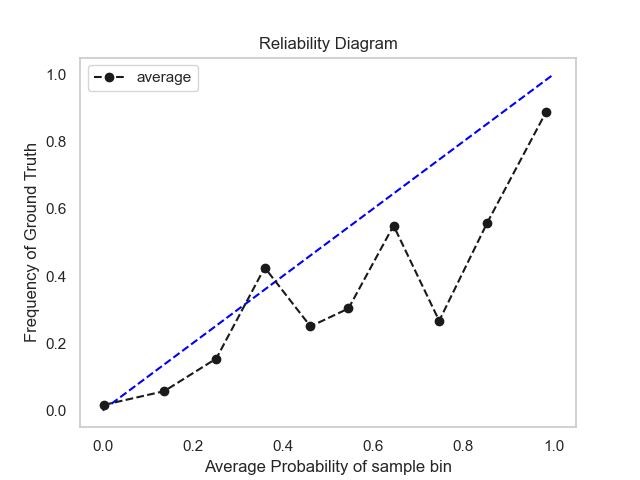 Reliability Diagram
average
Frequency of Ground Truth
1.0
0.8
0.6
0.4
0.2
0.0
0.0 0.2 0.4 0.6 0.8 1.0
Average Probability of sample bin